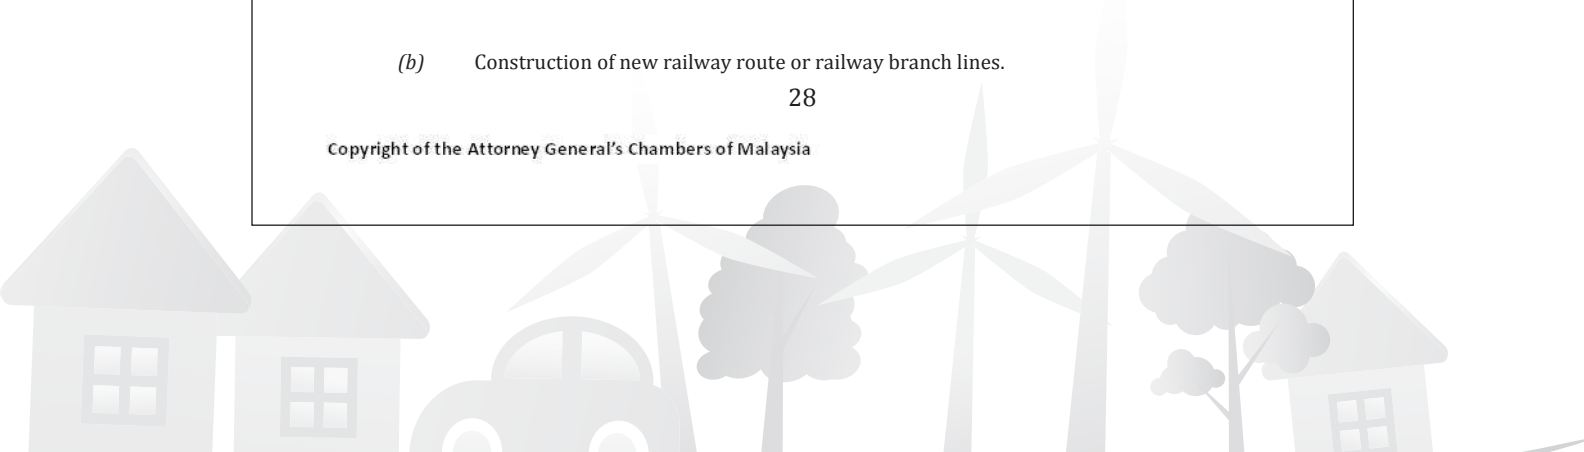 (b) Construction of new railway route or railway branch lines.
28
Copyright of the Attorney General's Chambers of Malaysia